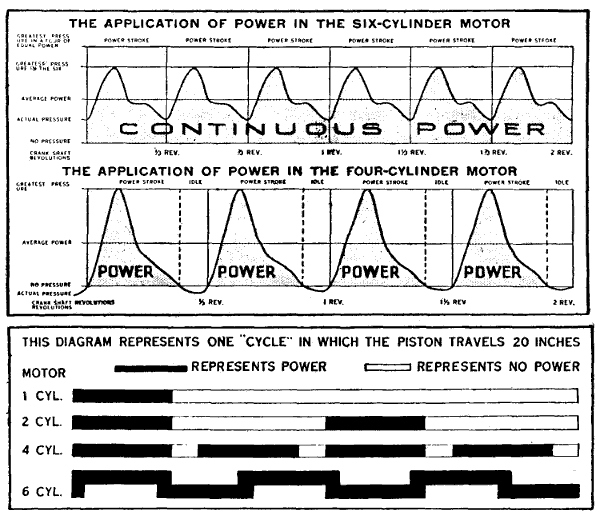 THE APPLICATION OF POWER IN THE SIX-CYLINDER MOTOR
GREATEST PRESS
URE IN A FOUR OF
EQUAL POWER
POWER STROKE POWER STROKE POWER STROKE POWER STROKE POWER STROKE POWER STROKE
GREATEST PRESS
URE IN THE SIX
AVERAGE POWER
ACTUAL PRESSURE
CONTINUOUS POWER
NO PRESSURE
CRANK SHAFT
REVOLUTIONS
⅓ REV. ⅔ REV. 1 REV. 1⅓ REV. 1⅔ REV. 2 REV.
THE APPLICATION OF POWER IN THE FOUR-CYLINDER MOTOR
GREATEST PRESS
URE
POWER STROKE IDLE POWER STROKE IDLE POWER STROKE IDLE POWER STROKE IDLE
AVERAGE POWER
POWER POWER POWER POWER
NO PRESSURE
ACTUAL PRESSURE
CRANK SHAFT REVOLUTIONS
REVOLUTIONS
½ REV. 1 REV. 1½ REV. 2 REV.
THIS DIAGRAM REPRESENTS ONE "CYCLE" IN WHICH THE PISTON TRAVELS 20 INCHES
MOTOR REPRESENTS POWER REPRESENTS NO POWER
1 CYL.
2 CYL.
4 CYL.
6 CYL.